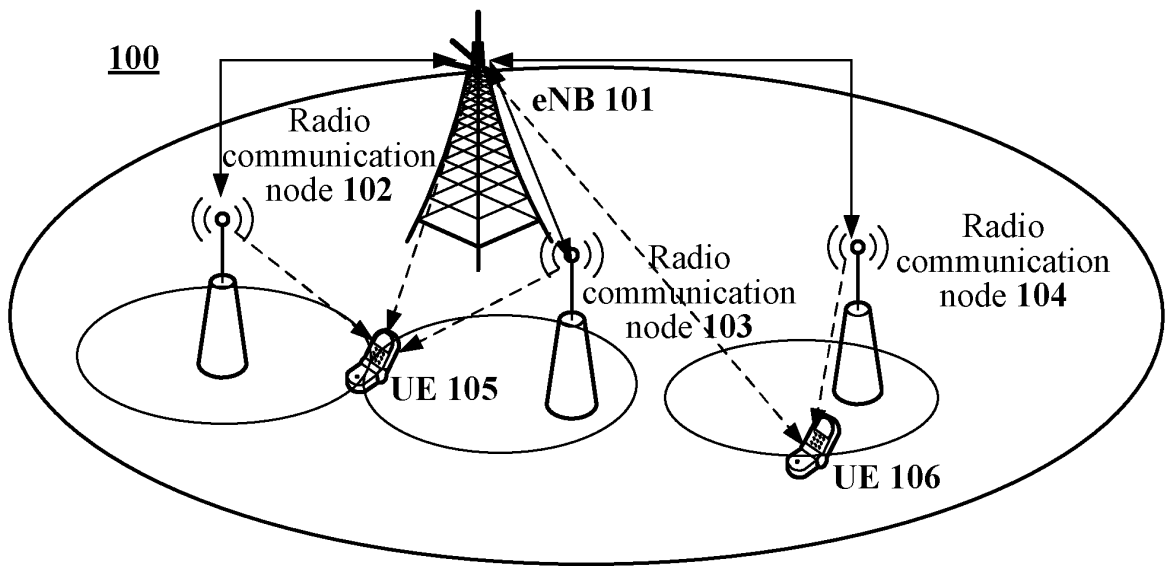 100
eNB 101
Radio
communication
node 102
Radio
communication
node 103
Radio
communication
node 104
UE 105
UE 106